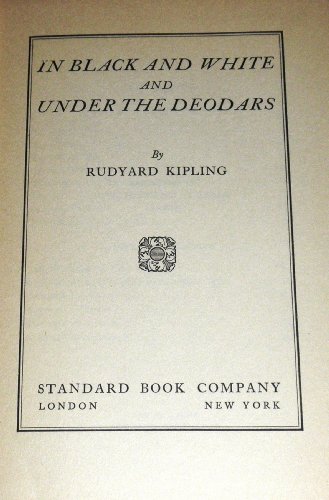 IN BLACK AND WHITE
AND
UNDER THE DEODARS
By
RUDYARD KIPLING
STANDARD BOOK COMPANY
LONDON NEW YORK